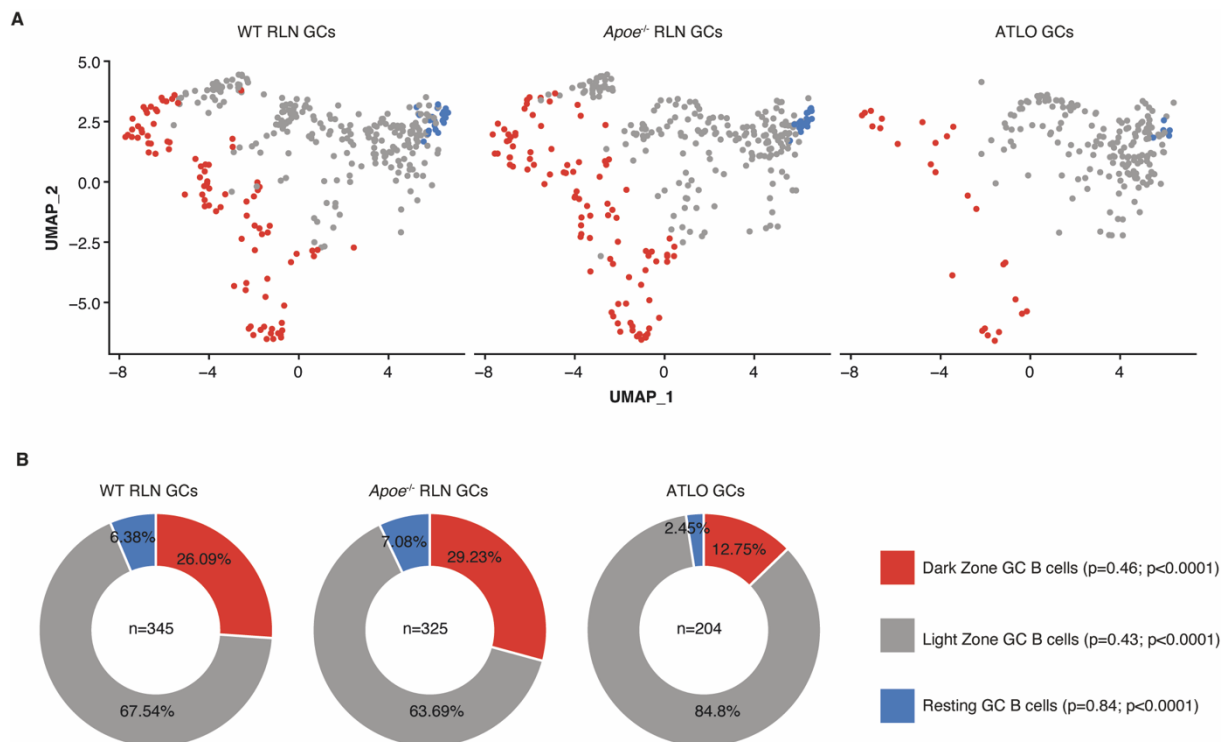 A
WT RLN GCs
Apoe-/- RLN GCs
ATLO GCs
5.0
2.5
0.0
−2.5
−5.0
UMAP_2
−8 −4 0 4
−8 −4 0 4
−8 −4 0 4
UMAP_1
B
WT RLN GCs
Apoe-/- RLN GCs
ATLO GCs
6.38%
26.09%
n=345
67.54%
7.08%
29.23%
n=325
63.69%
2.45%
12.75%
n=204
84.8%
Dark Zone GC B cells (p=0.46; p<0.0001)
Light Zone GC B cells (p=0.43; p<0.0001)
Resting GC B cells (p=0.84; p<0.0001)